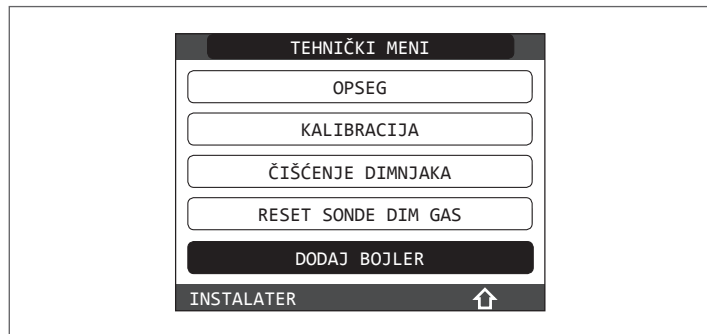 TEHNIČKI MENI
OPSEG
KALIBRACIJA
ČIŠĆENJE DIMNJAKA
RESET SONDE DIM GAS
DODAJ BOJLER
INSTALATER